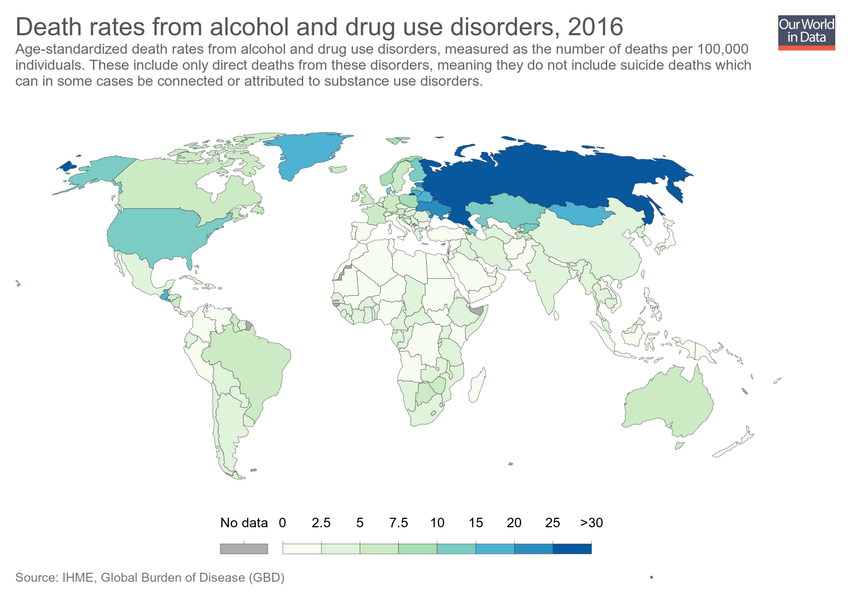 Death rates from alcohol and drug use disorders, 2016
Our World
in Data
Age-standardized death rates from alcohol and drug use disorders, measured as the number of deaths per 100,000
individuals. These include only direct deaths from these disorders, meaning they do not include suicide deaths which
can in some cases be connected or attributed to substance use disorders.
No data 0 2.5 5 7.5 10 15 20 25 >30
Source: IHME, Global Burden of Disease (GBD)